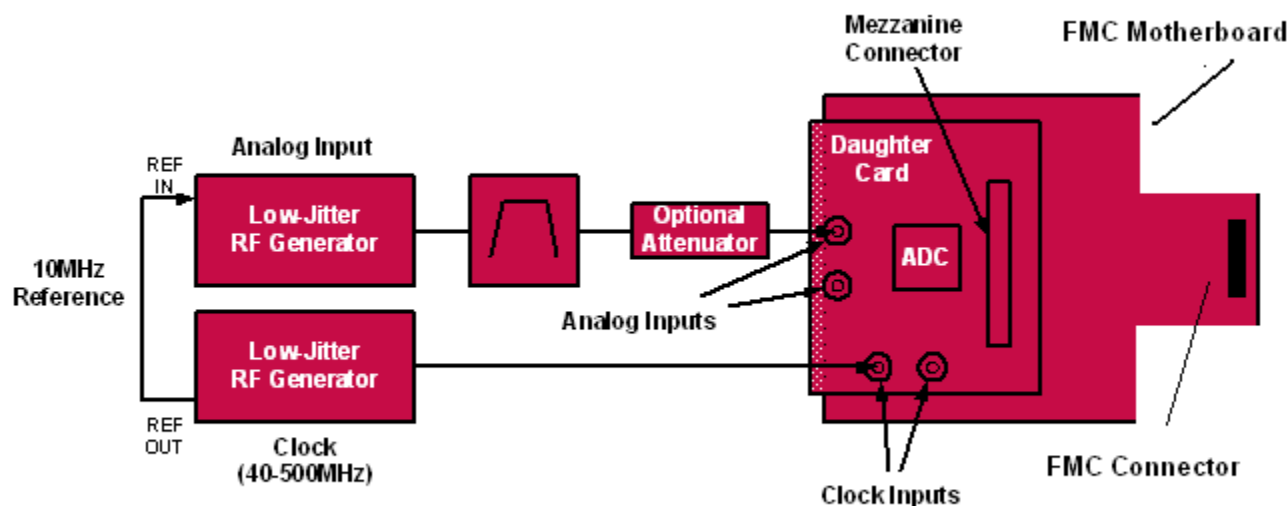 Mezzanine
Connector
FMC Motherboard
Analog Input
REF
IN
Low-Jitter
RF Generator
Optional
Attenuator
Daughter
Card
ADC
10MHz
Reference
Analog Inputs
Low-Jitter
RF Generator
REF
OUT
Clock
(40-500MHz)
Clock Inputs
FMC Connector